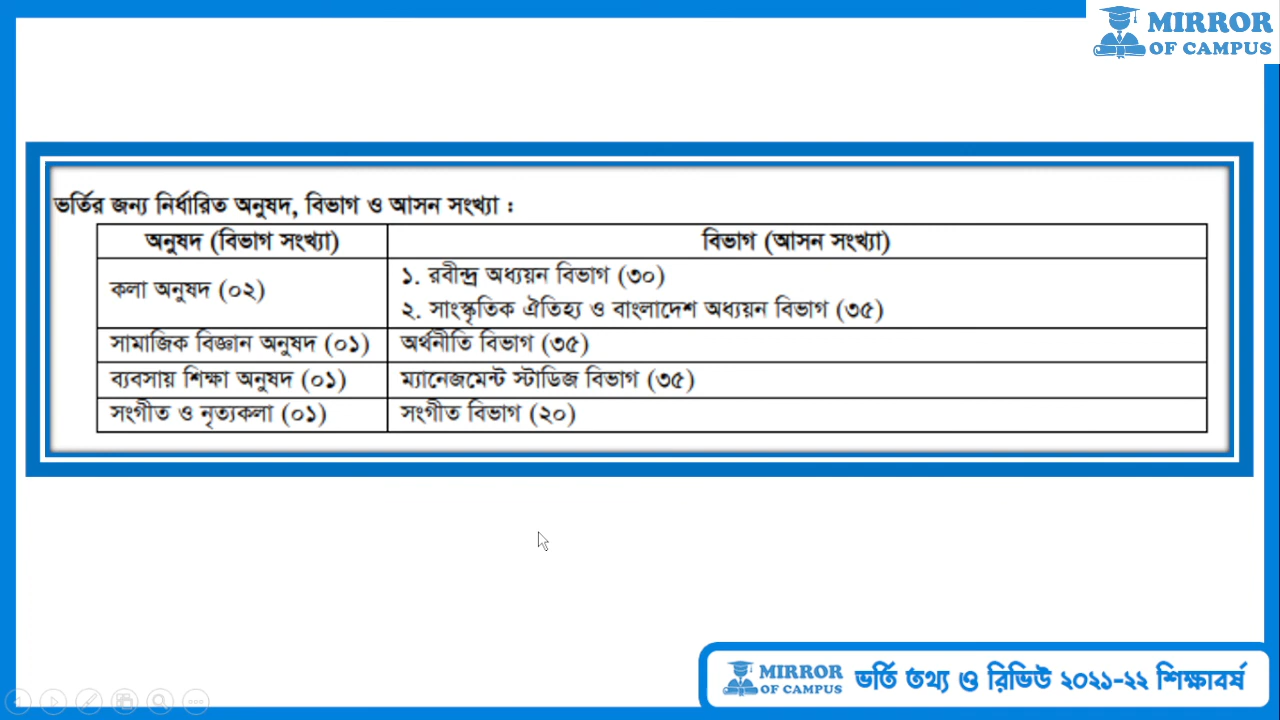 MIRROR
OF CAMPUS
ভর্তির জন্য নির্ধারিত অনুষদ, বিভাগ ও আসন সংখ্যা :
অনুষদ (বিভাগ সংখ্যা) বিভাগ (আসন সংখ্যা)
কলা অনুষদ (০২) ১. রবীন্দ্র অধ্যয়ন বিভাগ (৩০)
২. সাংস্কৃতিক ঐতিহ্য ও বাংলাদেশ অধ্যয়ন বিভাগ (৩৫)
সামাজিক বিজ্ঞান অনুষদ (০১) অর্থনীতি বিভাগ (৩৫)
ব্যবসায় শিক্ষা অনুষদ (০১) ম্যানেজমেন্ট স্টাডিজ বিভাগ (৩৫)
সংগীত ও নৃত্যকলা (০১) সংগীত বিভাগ (২০)
MIRROR
OF CAMPUS
ভর্তি তথ্য ও রিভিউ ২০২১-২২ শিক্ষাবর্ষ